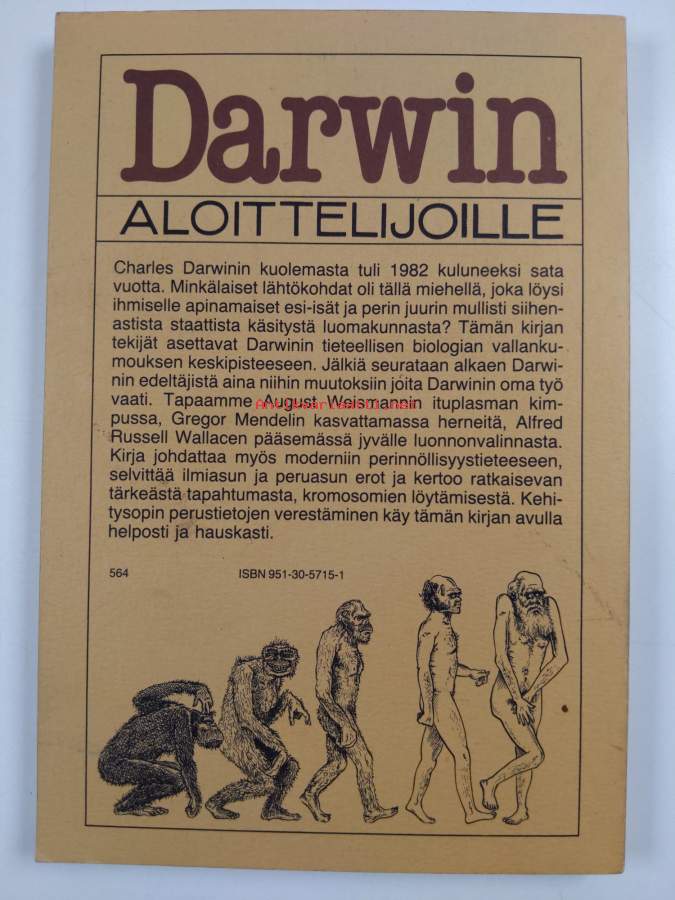 Darwin
ALOITTELIJOILLE
Charles Darwinin kuolemasta tuli 1982 kuluneeksi sata
vuotta. Minkälaiset lähtökohdat oli tällä miehellä, joka löysi
ihmiselle apinamaiset esi-isät ja perin juurin mullisti siihen-
astista staattista käsitystä luomakunnasta? Tämän kirjan
tekijät asettavat Darwinin tieteellisen biologian vallanku-
mouksen keskipisteeseen. Jälkiä seurataan alkaen Darwi-
nin edeltäjistä aina niihin muutoksiin joita Darwinin oma työ
vaati. Tapaamme August Weismannin ituplasman kim-
Antikvariaatti.net
pussa, Gregor Mendelin kasvattamassa herneitä, Alfred
Russell Wallacen pääsemässä jyvälle luonnonvalinnasta.
Kirja johdattaa myös moderniin perinnöllisyystieteeseen,
selvittää ilmiasun ja peruasun erot ja kertoo ratkaisevan
tärkeästä tapahtumasta, kromosomien löytämisestä. Kehi-
tysopin perustietojen verestäminen käy tämän kirjan avulla
helposti ja hauskasti.
564 ISBN 951-30-5715-1